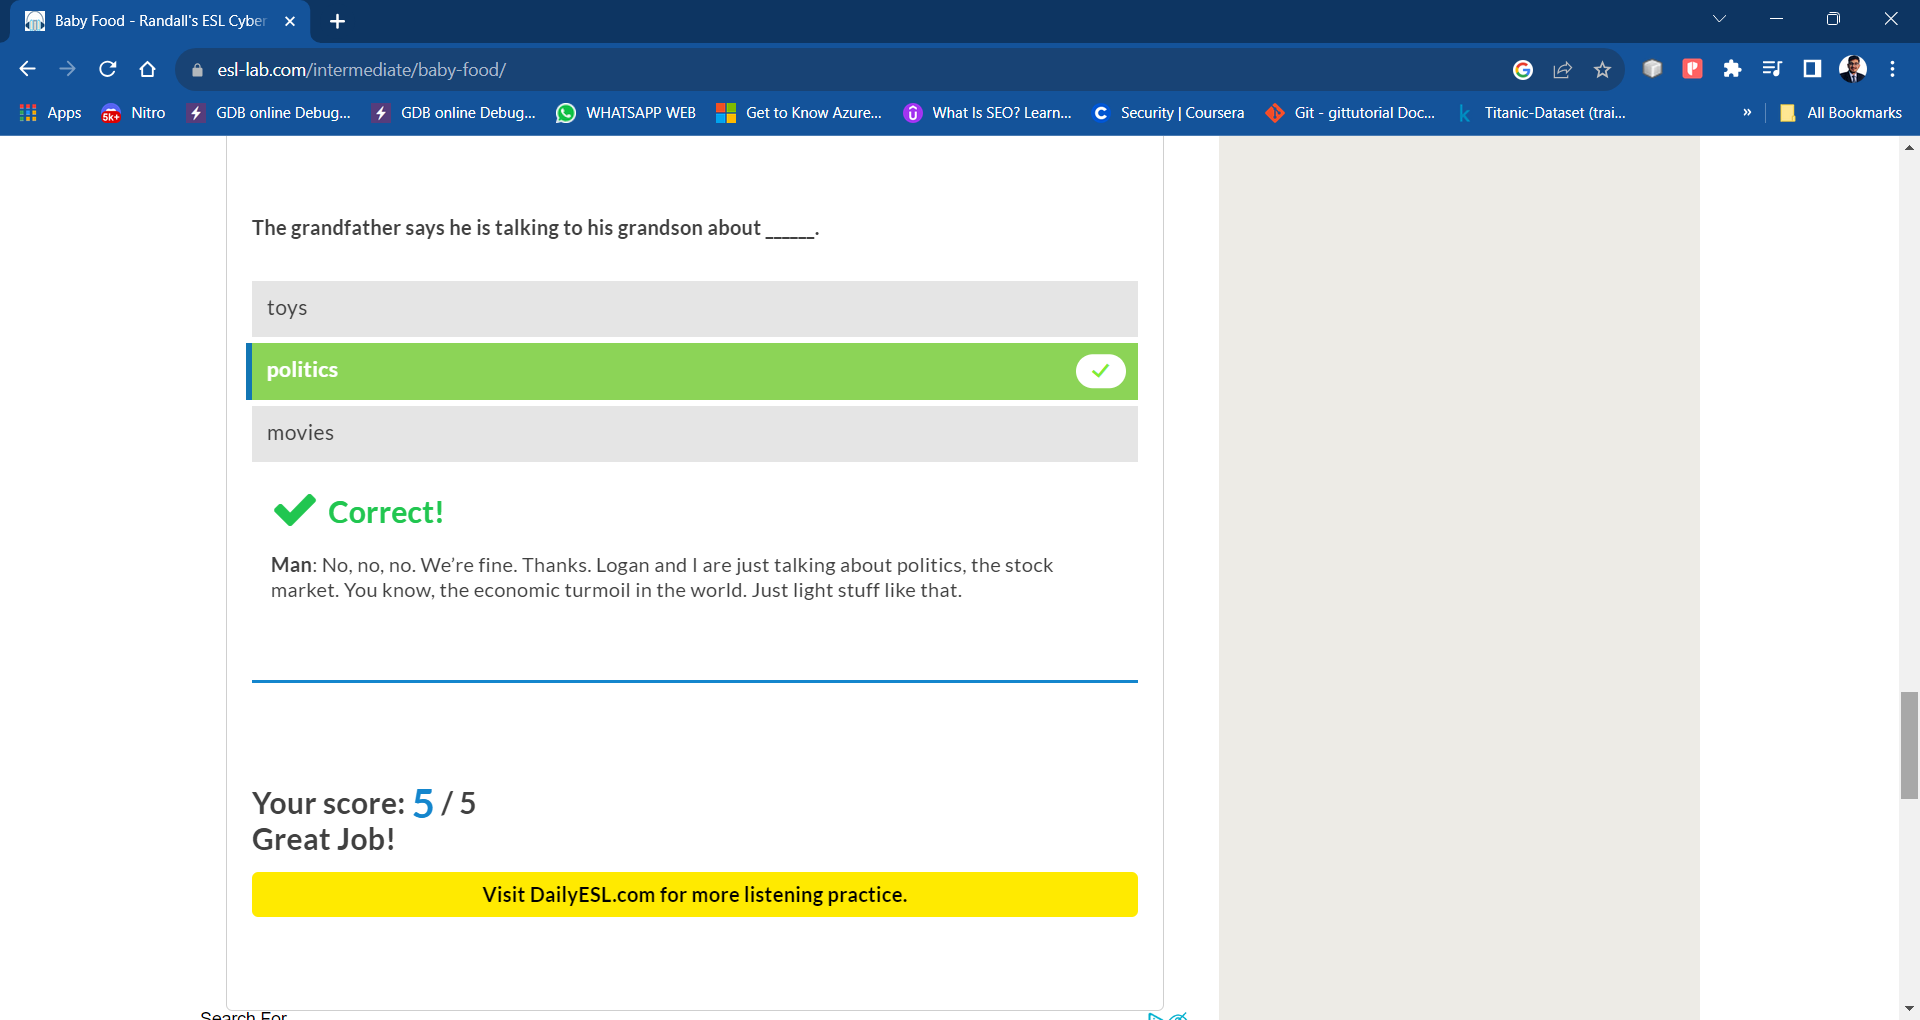 Baby Food - Randall's ESL Cyber
esl-lab.com/intermediate/baby-food/
Apps
5k+
Nitro
GDB online Debug...
GDB online Debug...
WHATSAPP WEB
Get to Know Azure...
What Is SEO? Learn...
Security | Coursera
Git - gittutorial Doc...
Titanic-Dataset (trai...
»
All Bookmarks
The grandfather says he is talking to his grandson about ______.
toys
politics
movies
Correct!
Man: No, no, no. We’re fine. Thanks. Logan and I are just talking about politics, the stock
market. You know, the economic turmoil in the world. Just light stuff like that.
Your score: 5 / 5
Great Job!
Visit DailyESL.com for more listening practice.
Search For